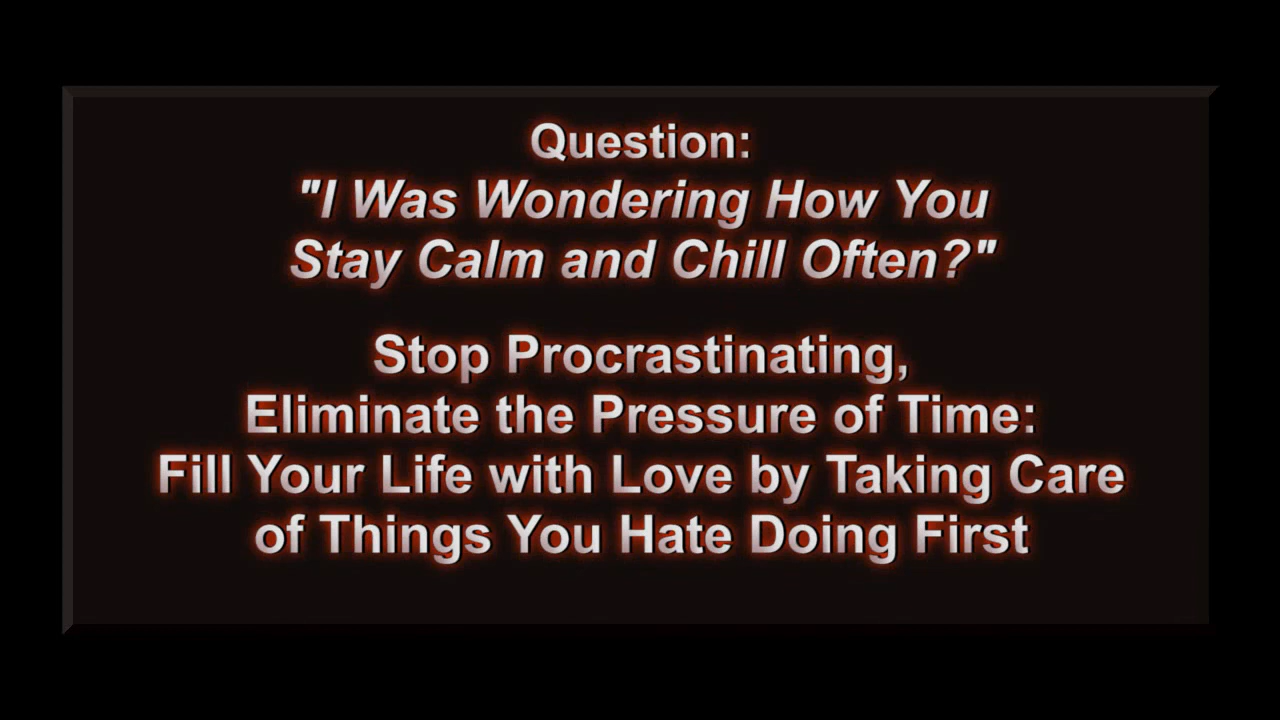 Question:
"I Was Wondering How You
Stay Calm and Chill Often?"
Stop Procrastinating,
Eliminate the Pressure of Time:
Fill Your Life with Love by Taking Care
of Things You Hate Doing First